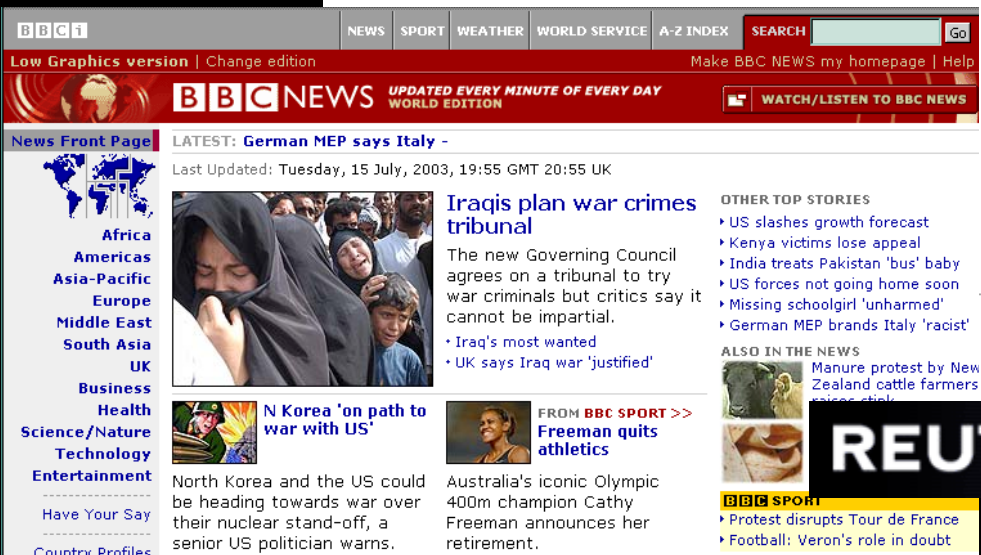 BBCi
NEWS SPORT WEATHER WORLD SERVICE A-Z INDEX SEARCH Go
Low Graphics version | Change edition
Make BBC NEWS my homepage | Help
BBC NEWS
UPDATED EVERY MINUTE OF EVERY DAY
WORLD EDITION
WATCH/LISTEN TO BBC NEWS
News Front Page
Africa
Americas
Asia-Pacific
Europe
Middle East
South Asia
UK
Business
Health
Science/Nature
Technology
Entertainment
Have Your Say
Country Profiles
LATEST: German MEP says Italy -
Last Updated: Tuesday, 15 July, 2003, 19:55 GMT 20:55 UK
Iraqis plan war crimes
tribunal
The new Governing Council
agrees on a tribunal to try
war criminals but critics say it
cannot be impartial.
Iraq's most wanted
UK says Iraq war 'justified'
N Korea 'on path to
war with US'
North Korea and the US could
be heading towards war over
their nuclear stand-off, a
senior US politician warns.
FROM BBC SPORT >>
Freeman quits
athletics
Australia's iconic Olympic
400m champion Cathy
Freeman announces her
retirement.
OTHER TOP STORIES
US slashes growth forecast
Kenya victims lose appeal
India treats Pakistan 'bus' baby
US forces not going home soon
Missing schoolgirl 'unharmed'
German MEP brands Italy 'racist'
ALSO IN THE NEWS
Manure protest by New
Zealand cattle farmers
raises stink
REU
BBC SPORT
Protest disrupts Tour de France
Football: Veron's role in doubt